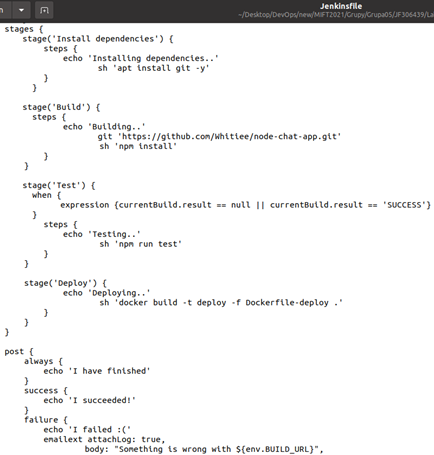 Jenkinsfile
~/Desktop/DevOps/new/MIFT2021/Grupy/Grupa05/JF306439/La
stages {
stage('Install dependencies') {
steps {
echo 'Installing dependencies..'
sh 'apt install git -y'
}
}
stage('Build') {
steps {
echo 'Building..'
git 'https://github.com/Whitiee/node-chat-app.git'
sh 'npm install'
}
}
stage('Test') {
when {
expression {currentBuild.result == null || currentBuild.result == 'SUCCESS'}
}
steps {
echo 'Testing..'
sh 'npm run test'
}
}
stage('Deploy') {
echo 'Deploying..'
sh 'docker build -t deploy -f Dockerfile-deploy .'
}
}
}
post {
always {
echo 'I have finished'
}
success {
echo 'I succeeded!'
}
failure {
echo 'I failed :('
emailext attachLog: true,
body: "Something is wrong with ${env.BUILD_URL}",